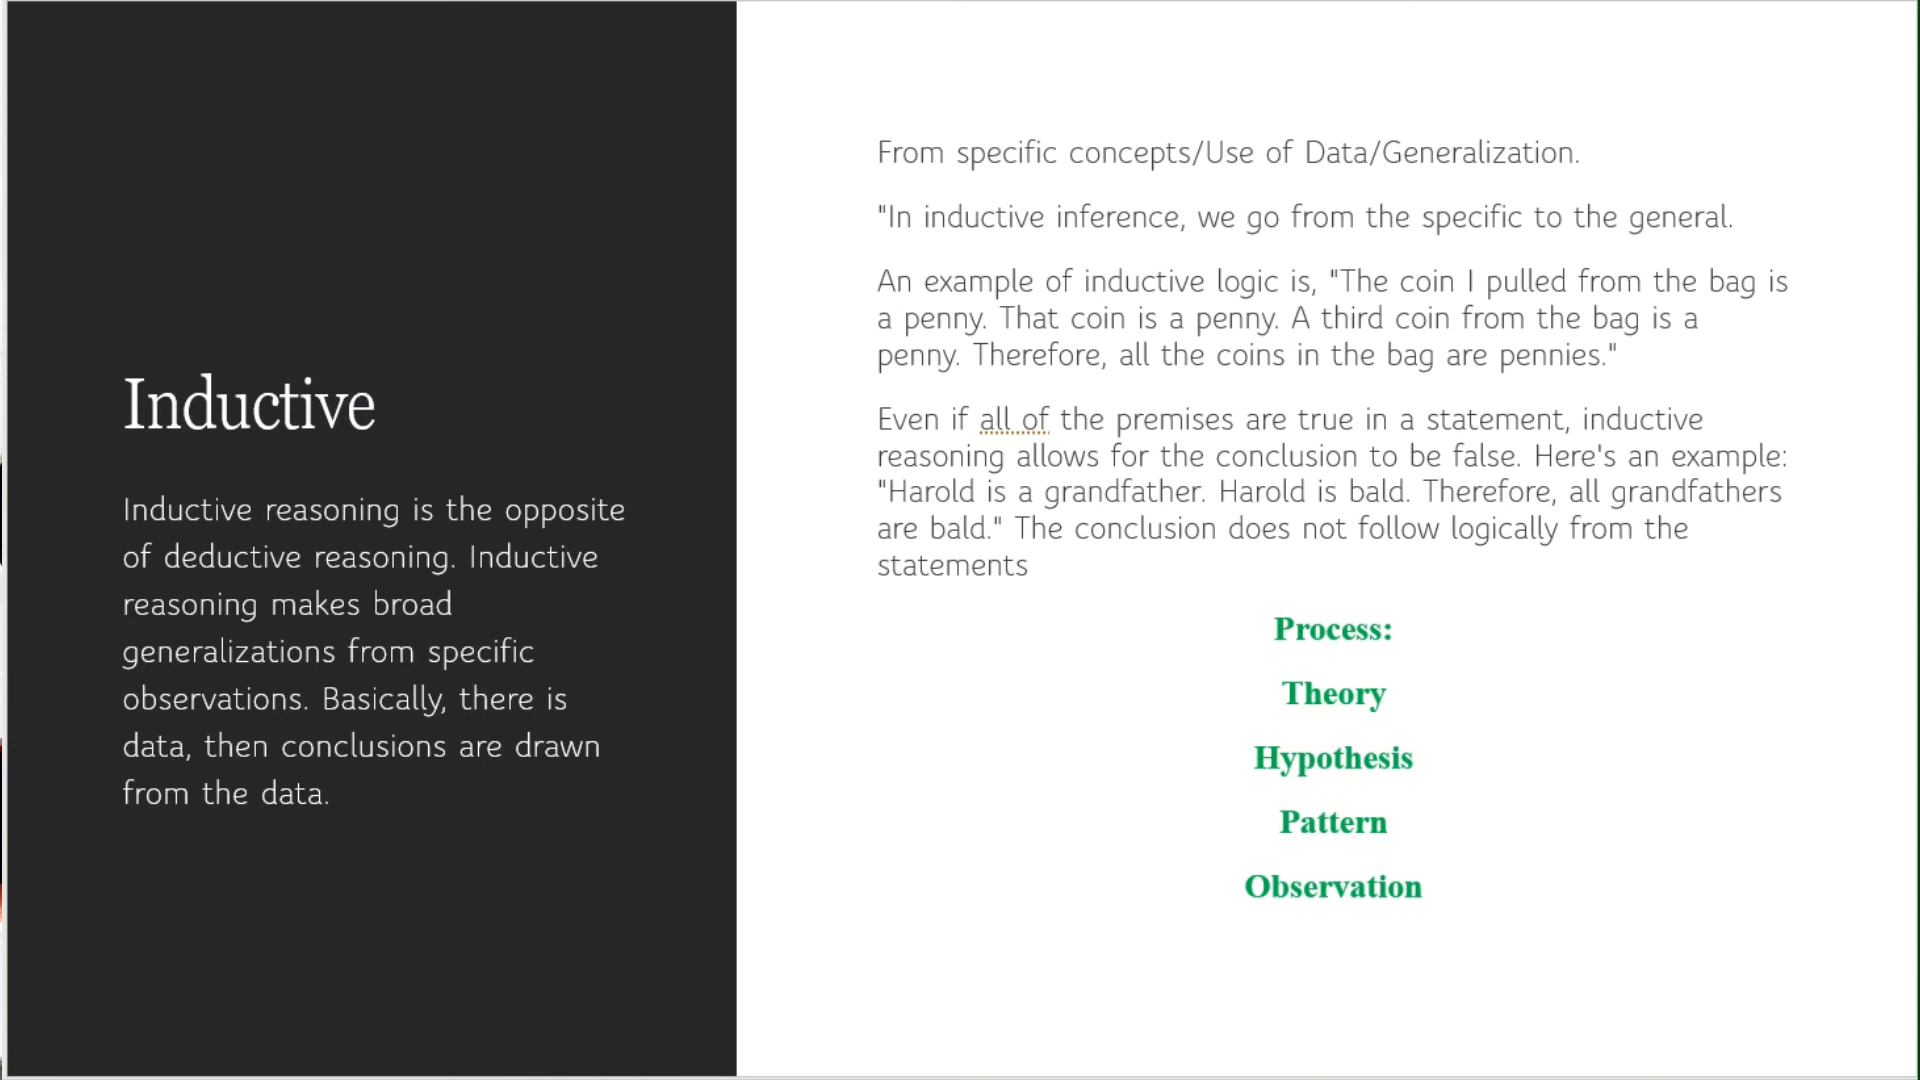 Inductive
Inductive reasoning is the opposite
of deductive reasoning. Inductive
reasoning makes broad
generalizations from specific
observations. Basically, there is
data, then conclusions are drawn
from the data.
From specific concepts/Use of Data/Generalization.
"In inductive inference, we go from the specific to the general.
An example of inductive logic is, "The coin I pulled from the bag is
a penny. That coin is a penny. A third coin from the bag is a
penny. Therefore, all the coins in the bag are pennies."
Even if all of the premises are true in a statement, inductive
reasoning allows for the conclusion to be false. Here's an example:
"Harold is a grandfather. Harold is bald. Therefore, all grandfathers
are bald." The conclusion does not follow logically from the
statements
Process:
Theory
Hypothesis
Pattern
Observation